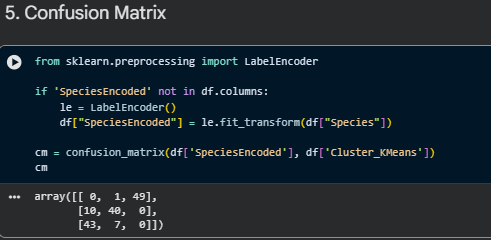 5. Confusion Matrix
from sklearn.preprocessing import LabelEncoder
if 'SpeciesEncoded' not in df.columns:
    le = LabelEncoder()
    df["SpeciesEncoded"] = le.fit_transform(df["Species"])
cm = confusion_matrix(df['SpeciesEncoded'], df['Cluster_KMeans'])
cm
array([[ 0,  1, 49],
       [10, 40,  0],
       [43,  7,  0]])